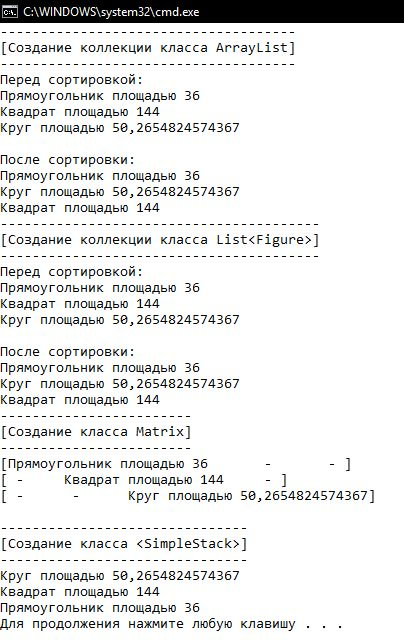 C:\WINDOWS\system32\cmd.exe
-------------------------------------
[Создание коллекции класса ArrayList]
-------------------------------------
Перед сортировкой:
Прямоугольник площадью 36
Квадрат площадью 144
Круг площадью 50,2654824574367
После сортировки:
Прямоугольник площадью 36
Круг площадью 50,2654824574367
Квадрат площадью 144
----------------------------------------
[Создание коллекции класса List<Figure>]
----------------------------------------
Перед сортировкой:
Прямоугольник площадью 36
Квадрат площадью 144
Круг площадью 50,2654824574367
После сортировки:
Прямоугольник площадью 36
Круг площадью 50,2654824574367
Квадрат площадью 144
------------------------
[Создание класса Matrix]
------------------------
[Прямоугольник площадью 36       -       - ]
[ -     Квадрат площадью 144     - ]
[ -      -      Круг площадью 50,2654824574367]
-------------------------------
[Создание класса <SimpleStack>]
-------------------------------
Круг площадью 50,2654824574367
Квадрат площадью 144
Прямоугольник площадью 36
Для продолжения нажмите любую клавишу . . .